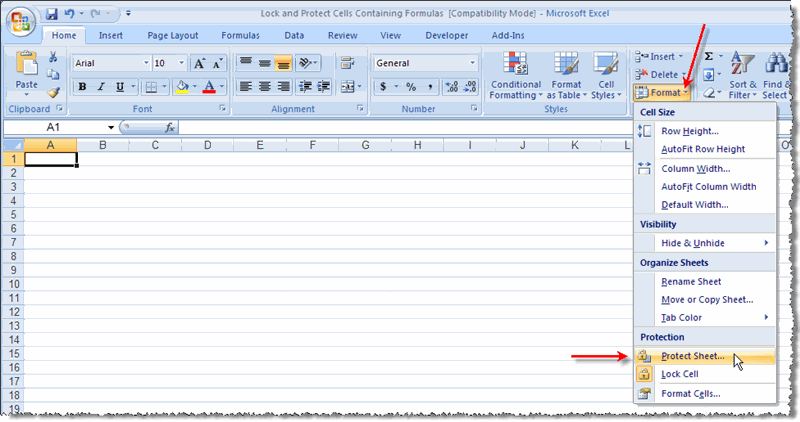 Lock and Protect Cells Containing Formulas [Compatibility Mode] - Microsoft Excel
Home Insert Page Layout Formulas Data Review View Developer Add-Ins
Paste
Clipboard
Arial 10
B I U
Font
Alignment
General
$ % ,
Number
Conditional Formatting
Format as Table
Cell Styles
Styles
Insert
Delete
Format
Σ
Sort & Filter
Find & Select
A1 fx
A B C D E F G H I J K L O
1
2
3
4
5
6
7
8
9
10
11
12
13
14
15
16
17
18
19
Cell Size
Row Height...
AutoFit Row Height
Column Width...
AutoFit Column Width
Default Width...
Visibility
Hide & Unhide
Organize Sheets
Rename Sheet
Move or Copy Sheet...
Tab Color
Protection
Protect Sheet...
Lock Cell
Format Cells...